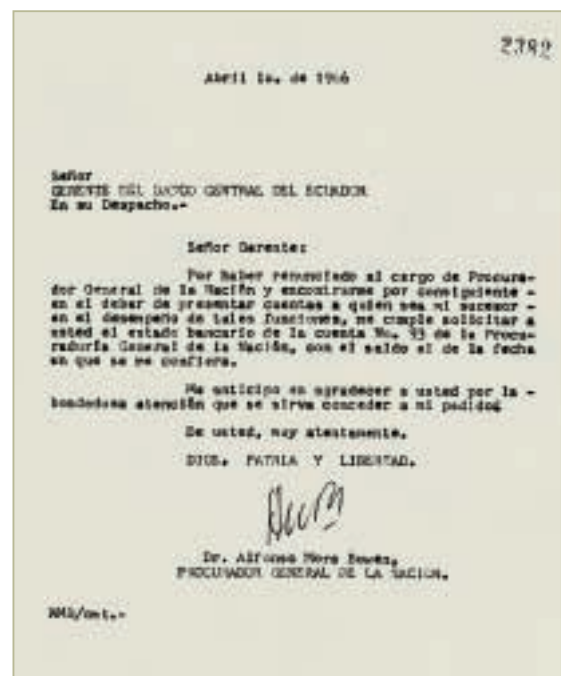 2392
Abril 1o. de 1966
Señor
GERENTE DEL BANCO CENTRAL DEL ECUADOR
En su Despacho.-
Señor Gerente:
Por haber renunciado al cargo de Procura-
dor General de la Nación y encontrarme por consiguiente -
en el deber de presentar cuentas a quién sea mi sucesor -
en el desempeño de tales funciones, me cumple solicitar a
usted el estado bancario de la cuenta No. 93 de la Procu-
raduría General de la Nación, con el saldo al de la fecha
en que se me confiera.
Me anticipo en agradecer a usted por la -
bondadosa atención que se sirva conceder a mi pedido.
De usted, muy atentamente,
DIOS, PATRIA Y LIBERTAD.
Dr. Alfonso Mora Bowen,
PROCURADOR GENERAL DE LA NACION.